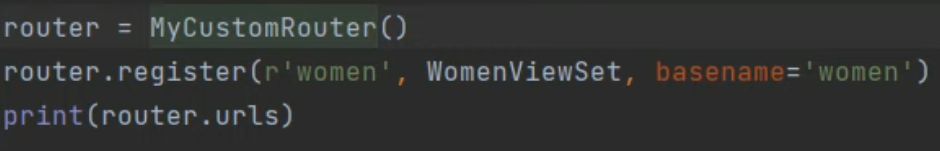 router = MyCustomRouter()
router.register(r'women', WomenViewSet, basename='women')
print(router.urls)